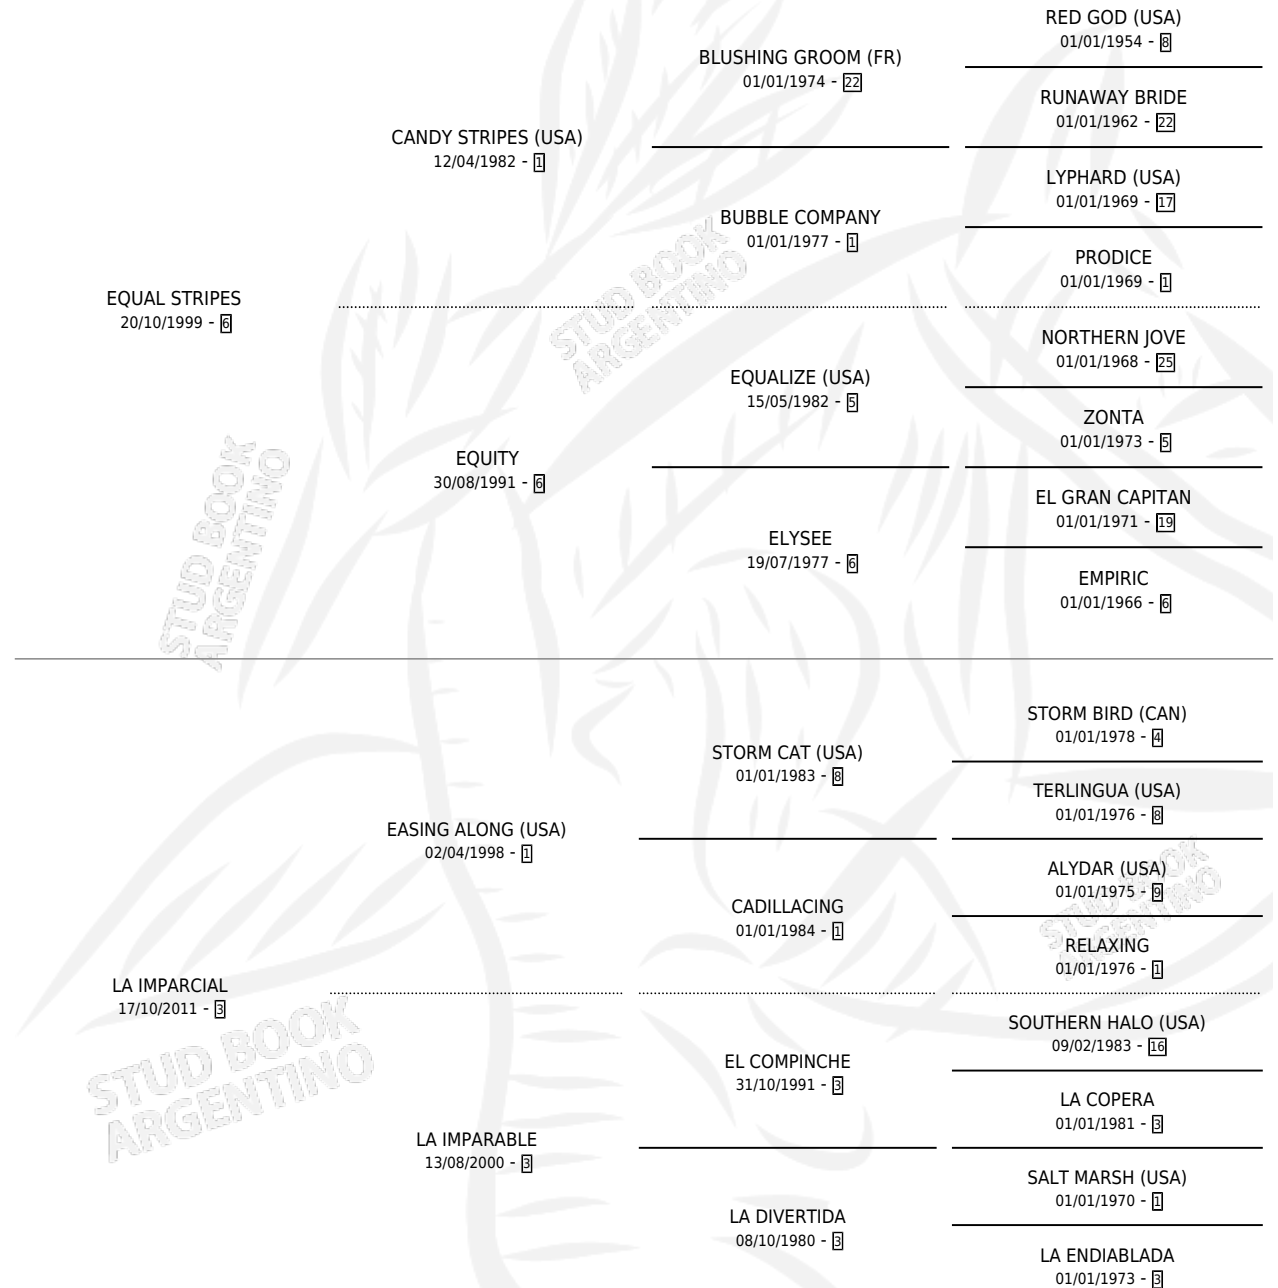 RED GOD (USA)
01/01/1954 - 8
BLUSHING GROOM (FR)
01/01/1974 - 22
RUNAWAY BRIDE
01/01/1962 - 22
CANDY STRIPES (USA)
12/04/1982 - 1
LYPHARD (USA)
01/01/1969 - 17
BUBBLE COMPANY
01/01/1977 - 1
PRODICE
01/01/1969 - 1
EQUAL STRIPES
20/10/1999 - 6
STUD BOOK
ARGENTINO
NORTHERN JOVE
01/01/1968 - 25
EQUALIZE (USA)
15/05/1982 - 5
ZONTA
01/01/1973 - 5
EQUITY
30/08/1991 - 6
EL GRAN CAPITAN
01/01/1971 - 19
ELYSEE
19/07/1977 - 6
EMPIRIC
01/01/1966 - 6
STUD BOOK
ARGENTINO
STORM BIRD (CAN)
01/01/1978 - 4
STORM CAT (USA)
01/01/1983 - 8
TERLINGUA (USA)
01/01/1976 - 8
EASING ALONG (USA)
02/04/1998 - 1
ALYDAR (USA)
01/01/1975 - 9
CADILLACING
01/01/1984 - 1
STUD BOOK
ARGENTINO
RELAXING
01/01/1976 - 1
LA IMPARCIAL
17/10/2011 - 3
STUD BOOK
ARGENTINO
SOUTHERN HALO (USA)
09/02/1983 - 16
EL COMPINCHE
31/10/1991 - 3
LA COPERA
01/01/1981 - 3
LA IMPARABLE
13/08/2000 - 3
SALT MARSH (USA)
01/01/1970 - 1
LA DIVERTIDA
08/10/1980 - 3
LA ENDIABLADA
01/01/1973 - 3